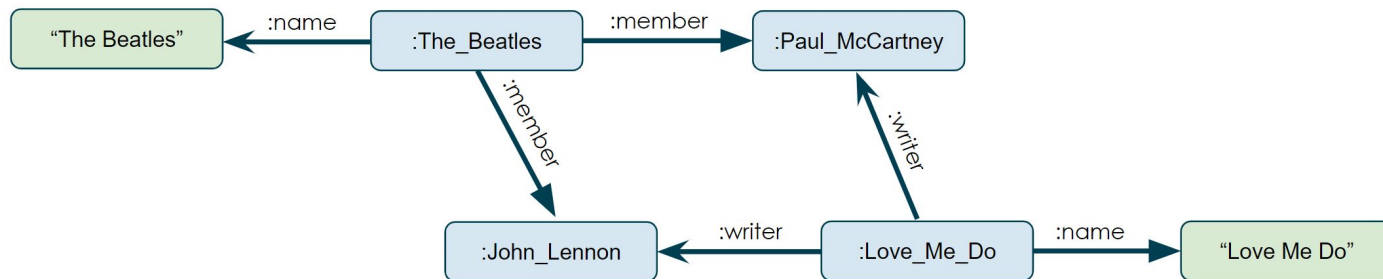 :name
:member
“The Beatles”
:The_Beatles
:Paul_McCartney
:member
:writer
:writer
:name
:John_Lennon
:Love_Me_Do
“Love Me Do”